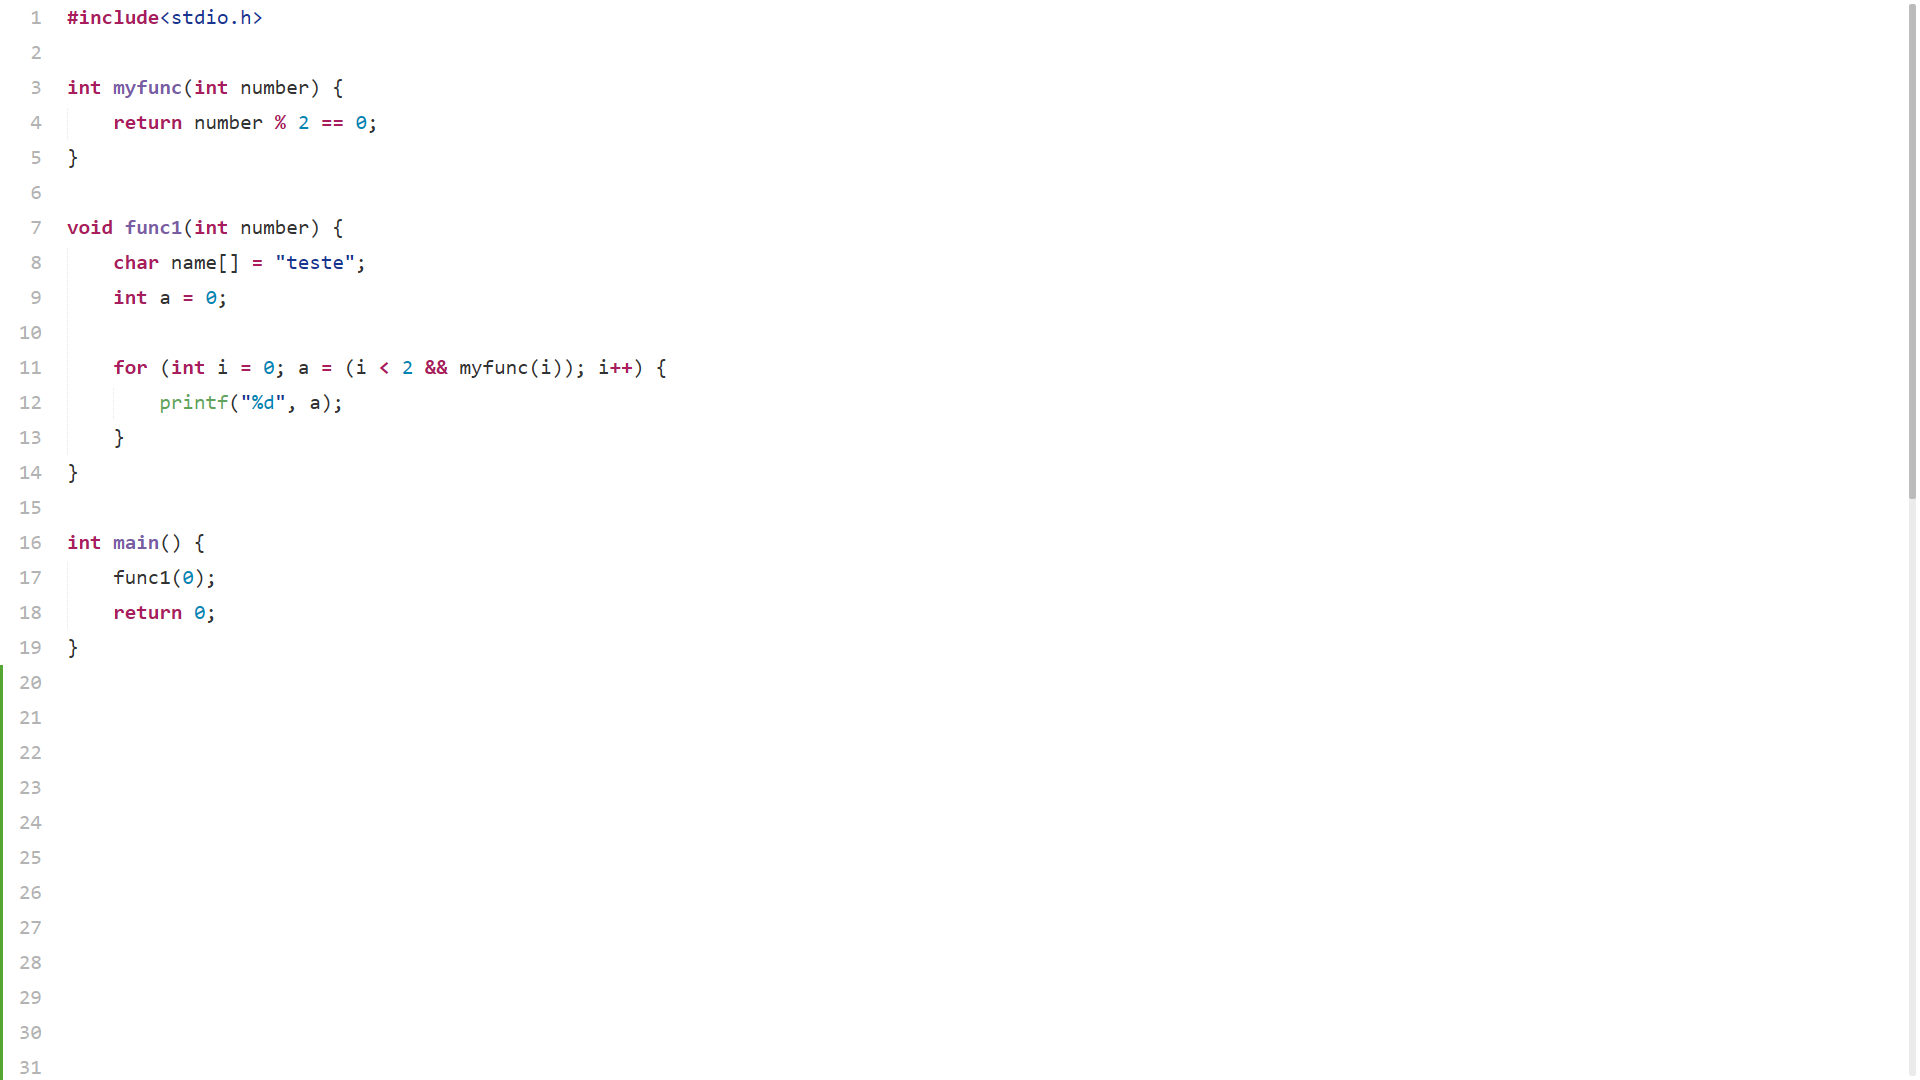 1 #include<stdio.h>
2
3 int myfunc(int number) {
4     return number % 2 == 0;
5 }
6
7 void func1(int number) {
8     char name[] = "teste";
9     int a = 0;
10
11     for (int i = 0; a = (i < 2 && myfunc(i)); i++) {
12         printf("%d", a);
13     }
14 }
15
16 int main() {
17     func1(0);
18     return 0;
19 }
20
21
22
23
24
25
26
27
28
29
30
31